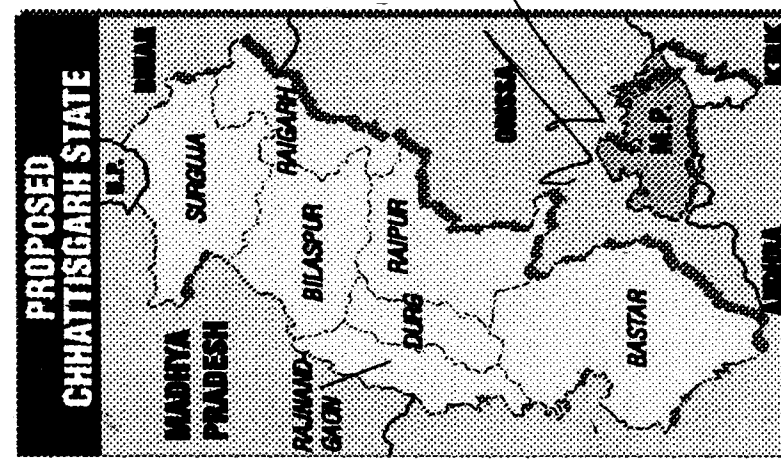 PROPOSED
CHHATTISGARH STATE
BIHAR
SURGUJA
RAIGARH
ORISSA
M.P.
MADHYA
PRADESH
BILASPUR
RAIPUR
RAJNAND
GAON
DURG
BASTAR